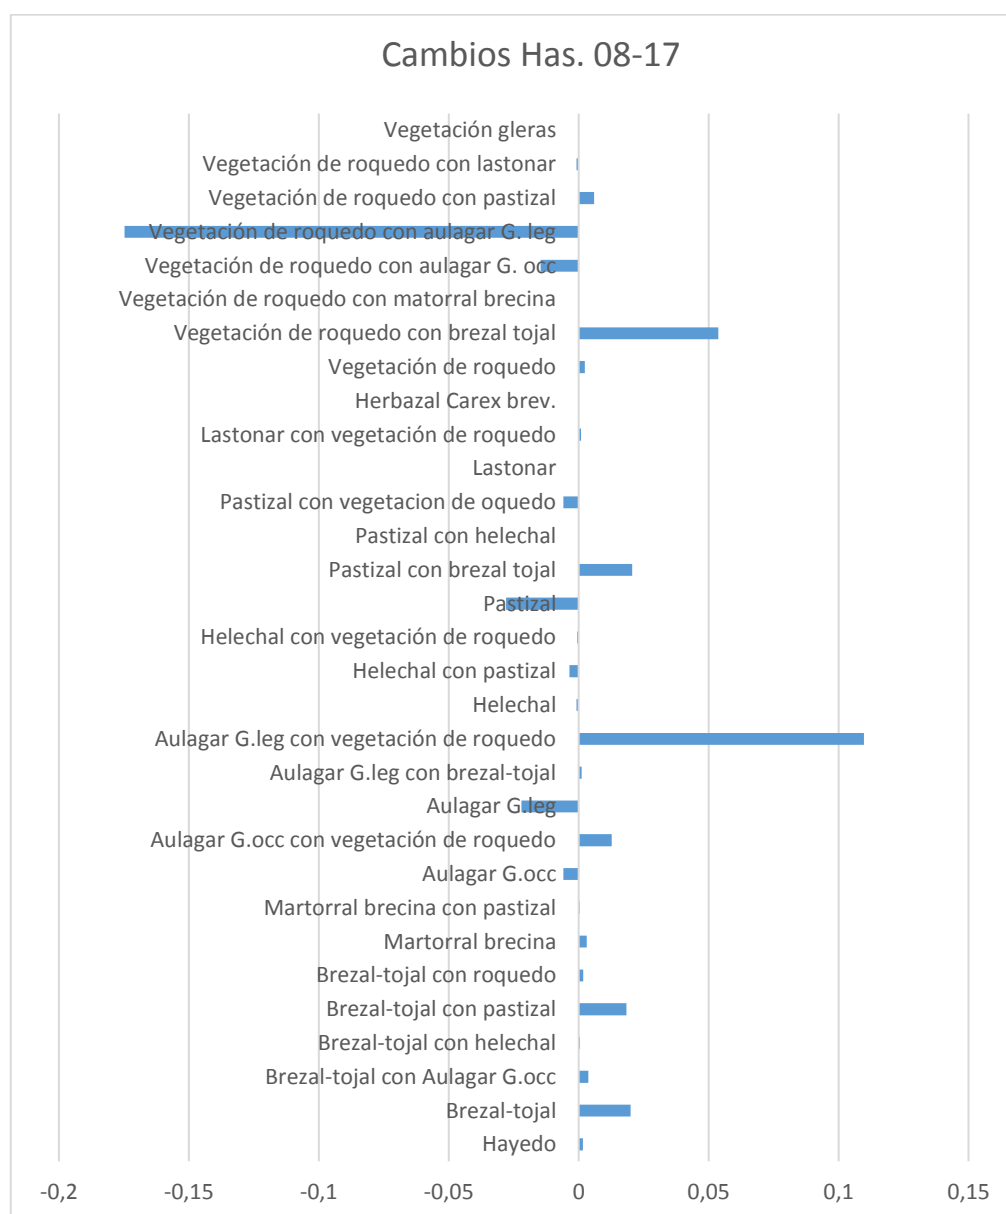 Cambios Has. 08-17
Vegetación gleras
Vegetación de roquedo con lastonar
Vegetación de roquedo con pastizal
Vegetación de roquedo con aulagar G. leg
Vegetación de roquedo con aulagar G. occ
Vegetación de roquedo con matorral brecina
Vegetación de roquedo con brezal tojal
Vegetación de roquedo
Herbazal Carex brev.
Lastonar con vegetación de roquedo
Lastonar
Pastizal con vegetacion de oquedo
Pastizal con helechal
Pastizal con brezal tojal
Pastizal
Helechal con vegetación de roquedo
Helechal con pastizal
Helechal
Aulagar G.leg con vegetación de roquedo
Aulagar G.leg con brezal-tojal
Aulagar G.leg
Aulagar G.occ con vegetación de roquedo
Aulagar G.occ
Martorral brecina con pastizal
Martorral brecina
Brezal-tojal con roquedo
Brezal-tojal con pastizal
Brezal-tojal con helechal
Brezal-tojal con Aulagar G.occ
Brezal-tojal
Hayedo
-0,2 -0,15 -0,1 -0,05 0 0,05 0,1 0,15